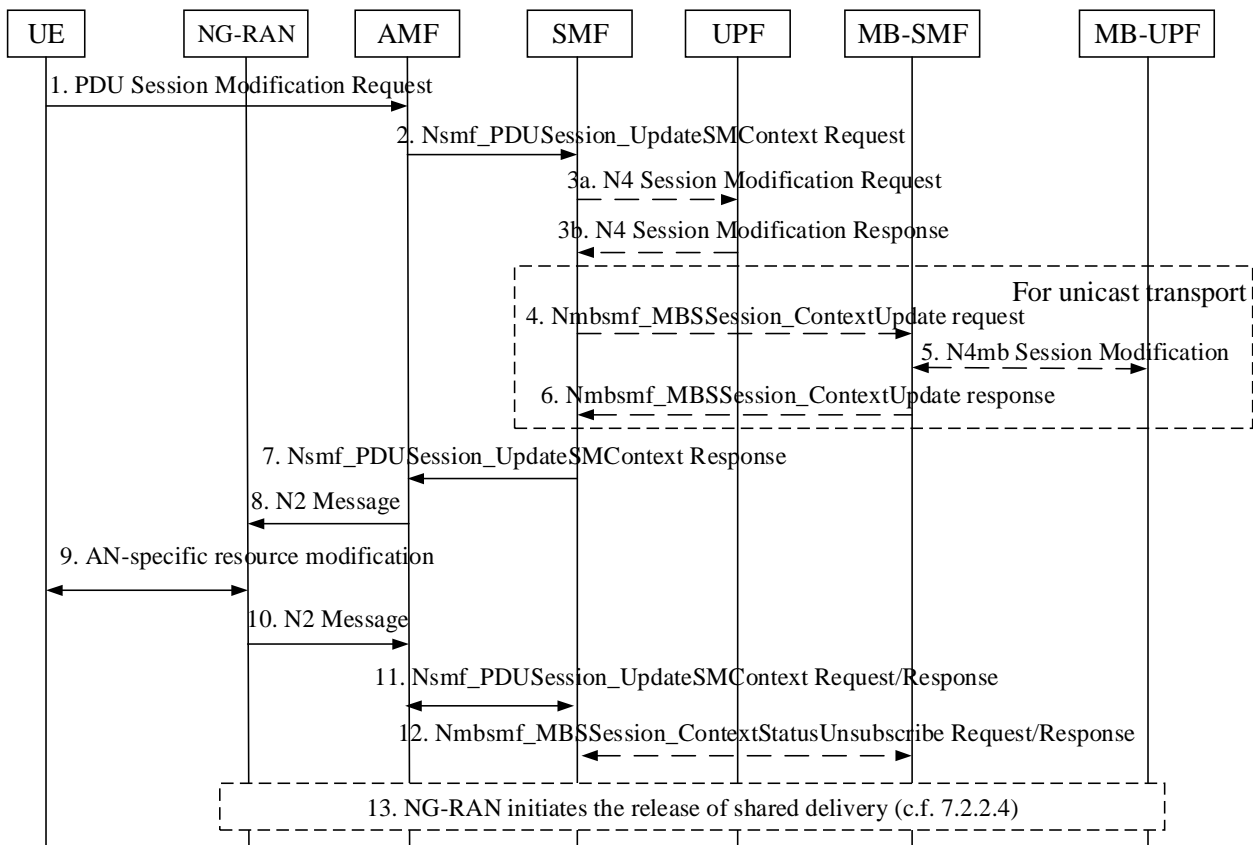 UE
NG-RAN
AMF
SMF
UPF
MB-SMF
MB-UPF
1. PDU Session Modification Request
2. Nsmf_PDUSession_UpdateSMContext Request
3a. N4 Session Modification Request
3b. N4 Session Modification Response
For unicast transport
4. Nmbsmf_MBSSession_ContextUpdate request
5. N4mb Session Modification
6. Nmbsmf_MBSSession_ContextUpdate response
7. Nsmf_PDUSession_UpdateSMContext Response
8. N2 Message
9. AN-specific resource modification
10. N2 Message
11. Nsmf_PDUSession_UpdateSMContext Request/Response
12. Nmbsmf_MBSSession_ContextStatusUnsubscribe Request/Response
13. NG-RAN initiates the release of shared delivery (c.f. 7.2.2.4)